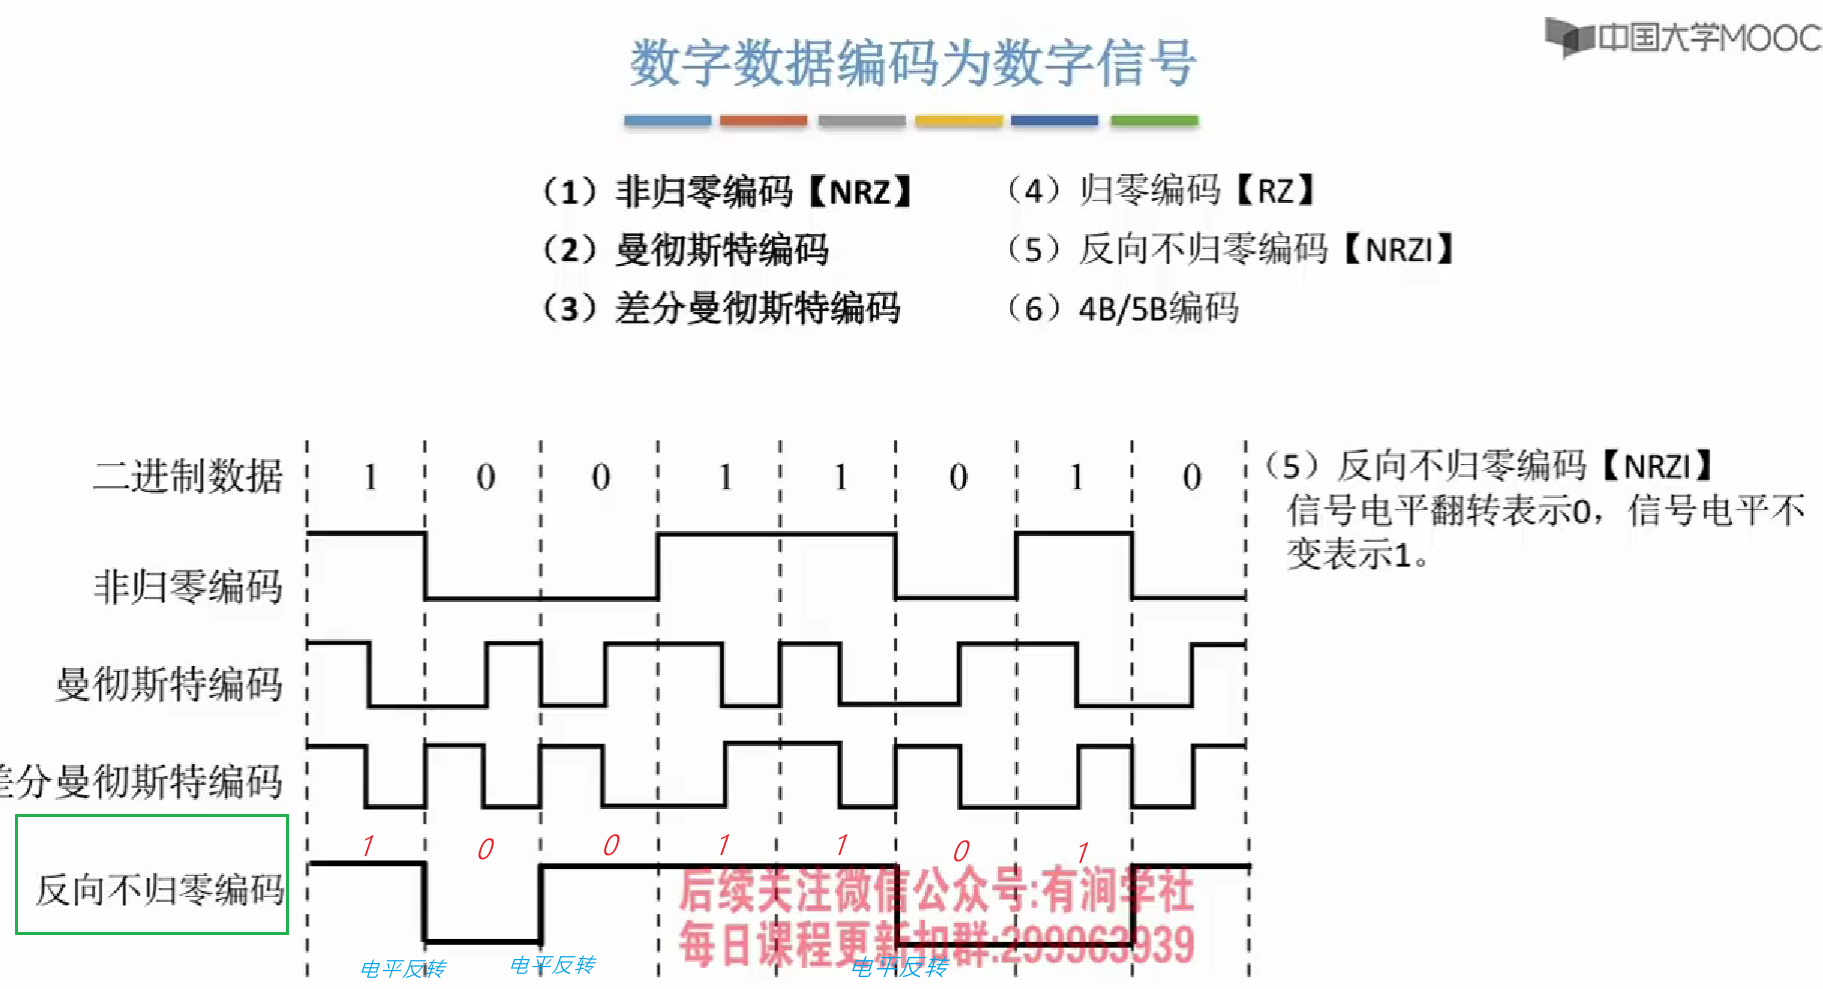 中国大学MOOC
数字数据编码为数字信号
（1）非归零编码【NRZ】 （4）归零编码【RZ】
（2）曼彻斯特编码 （5）反向不归零编码【NRZI】
（3）差分曼彻斯特编码 （6）4B/5B编码
二进制数据 1 0 0 1 1 0 1 0
（5）反向不归零编码【NRZI】
信号电平翻转表示0，信号电平不
变表示1。
非归零编码
曼彻斯特编码
差分曼彻斯特编码
1 0 0 1 1 0 1
反向不归零编码
后续关注微信公众号:有涧学社
每日课程更新扣群:299963939
电平反转 电平反转 电平反转